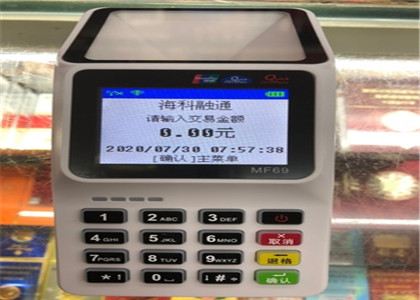 海科融通
请输入交易金额
0.00元
2020/07/30 07:57:38
[确认]主菜单
MF69
1 2ABC 3DEF
4GHI 5JKL 6MNO 取消
7PQRS 8TUV 9WXYZ 退格
*! 0 .#+ 确认